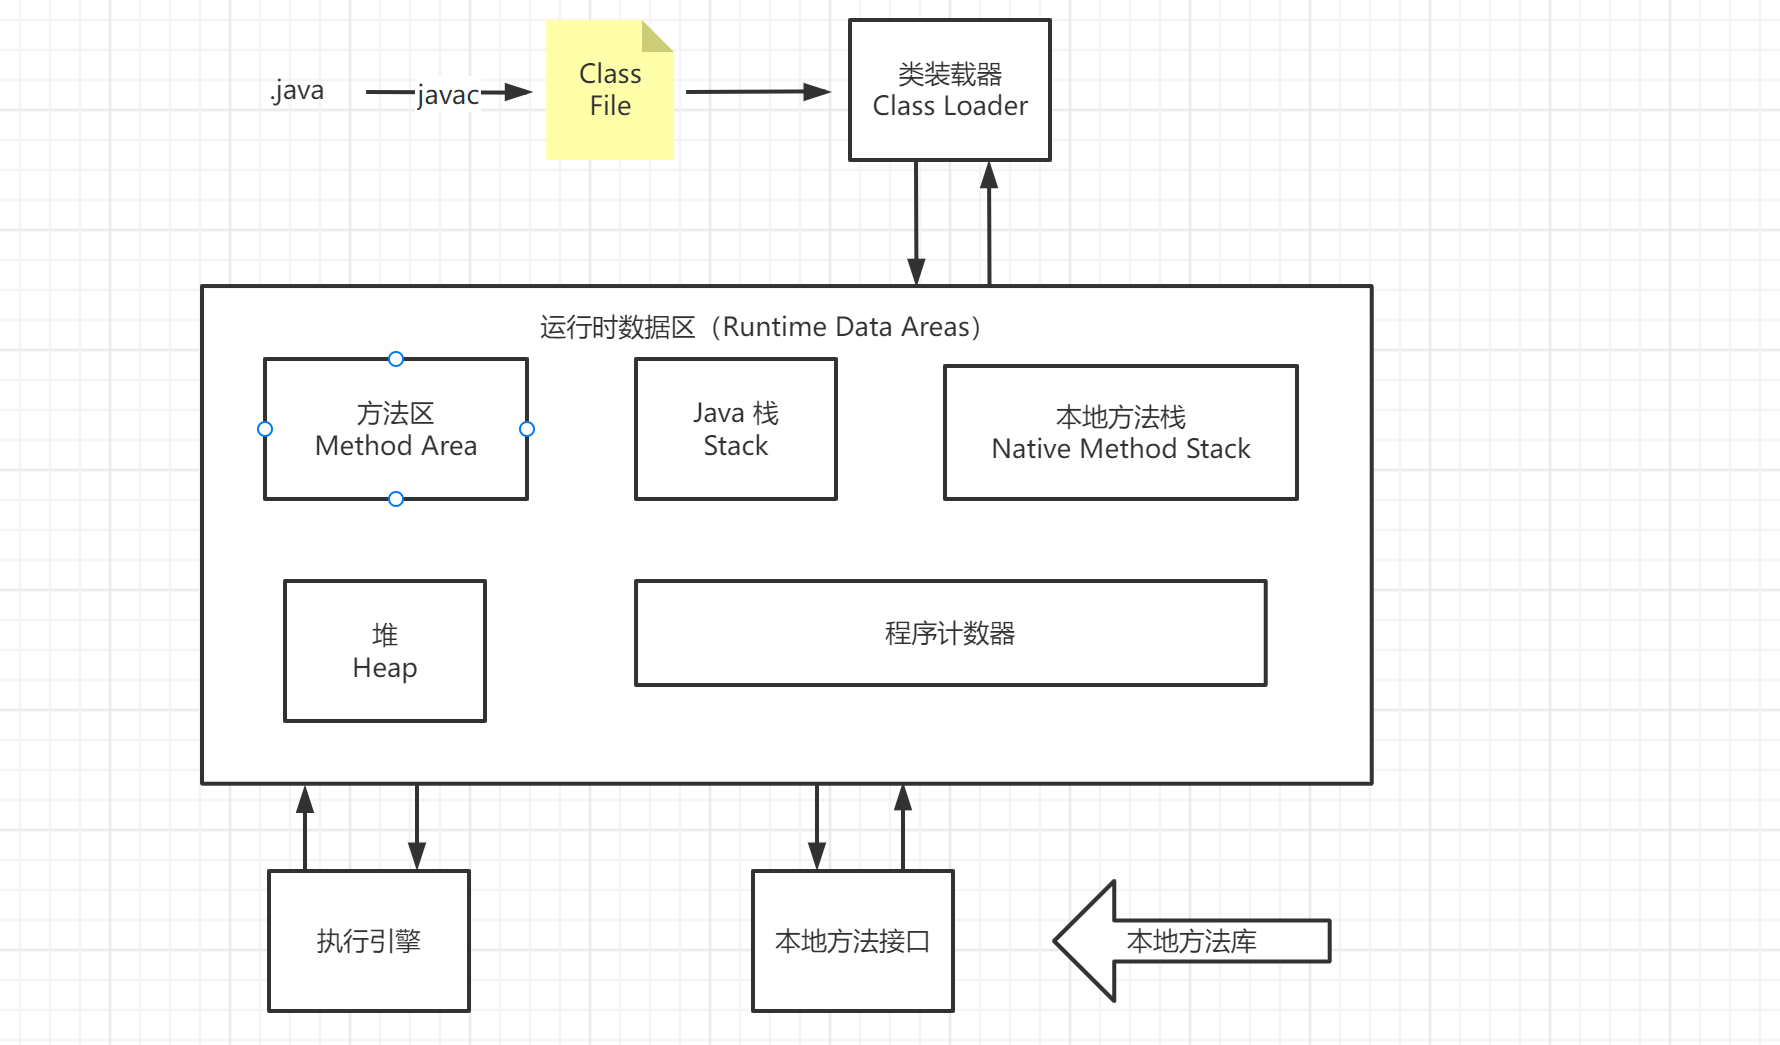 .java
javac
Class
File
类装载器
Class Loader
运行时数据区（Runtime Data Areas）
方法区
Method Area
Java 栈
Stack
本地方法栈
Native Method Stack
堆
Heap
程序计数器
执行引擎
本地方法接口
本地方法库